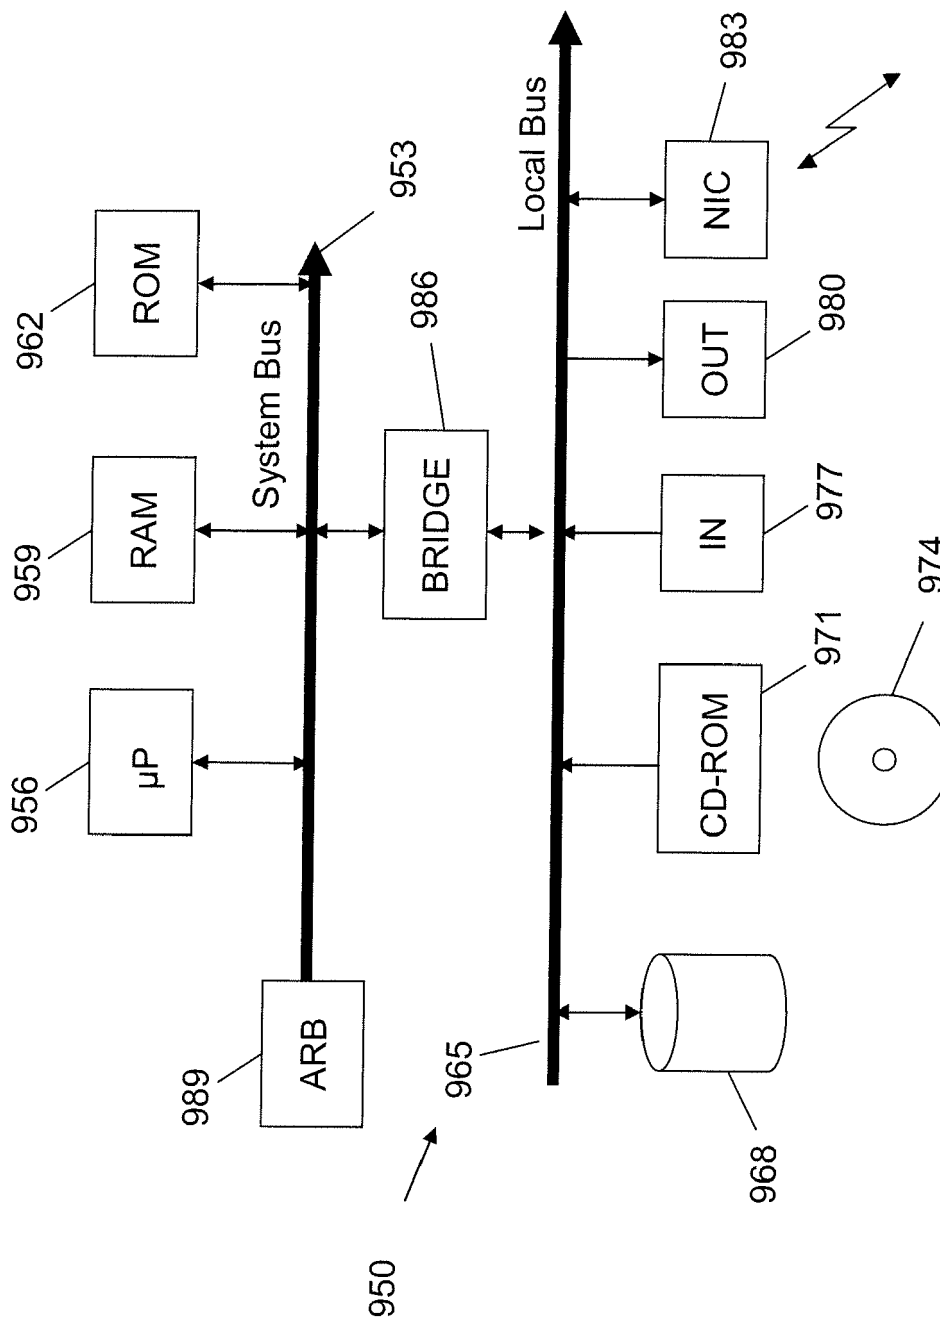 956
959
962
µP
RAM
ROM
989
System Bus
ARB
953
950
986
BRIDGE
965
Local Bus
CD-ROM
IN
OUT
NIC
983
968
971
977
980
974